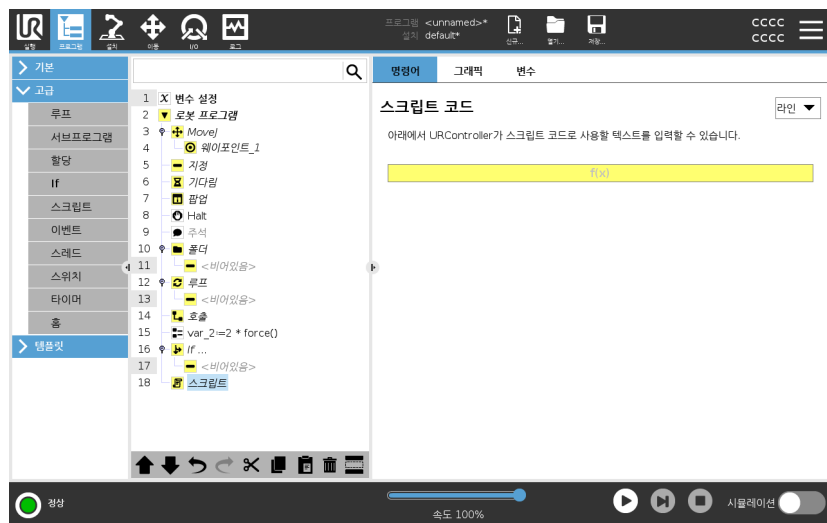 UR
실행
프로그램
설치
이동
I/O
로그
프로그램 <unnamed>*
설치 default*
신규...
열기...
저장...
cccc
cccc
기본
고급
루프
서브프로그램
할당
If
스크립트
이벤트
스레드
스위치
타이머
홈
템플릿
1 X 변수 설정
2 로봇 프로그램
3 MoveJ
4 웨이포인트_1
5 지정
6 기다림
7 팝업
8 Halt
9 주석
10 폴더
11 <비어있음>
12 루프
13 <비어있음>
14 호출
15 var_2≔2 * force()
16 If ...
17 <비어있음>
18 스크립트
명령어 그래픽 변수
스크립트 코드
라인
아래에서 URController가 스크립트 코드로 사용할 텍스트를 입력할 수 있습니다.
f(x)
정상
속도 100%
시뮬레이션